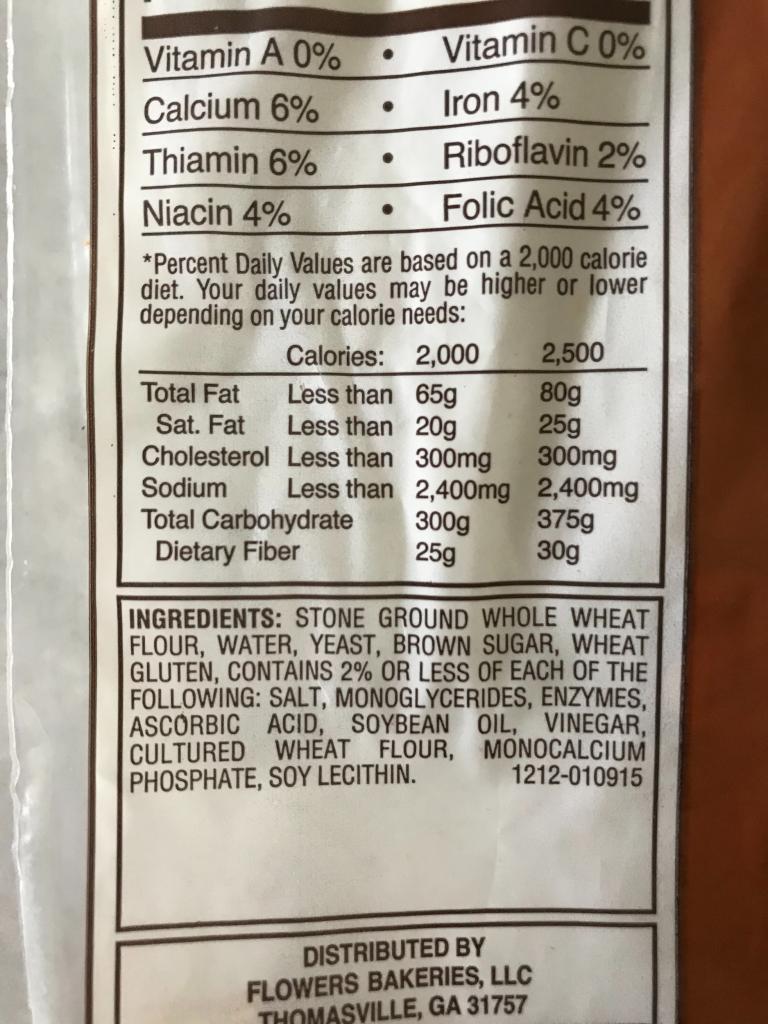 Vitamin A 0% • Vitamin C 0%
Calcium 6% • Iron 4%
Thiamin 6% • Riboflavin 2%
Niacin 4% • Folic Acid 4%
*Percent Daily Values are based on a 2,000 calorie
diet. Your daily values may be higher or lower
depending on your calorie needs:
Calories: 2,000 2,500
Total Fat Less than 65g 80g
Sat. Fat Less than 20g 25g
Cholesterol Less than 300mg 300mg
Sodium Less than 2,400mg 2,400mg
Total Carbohydrate 300g 375g
Dietary Fiber 25g 30g
INGREDIENTS: STONE GROUND WHOLE WHEAT
FLOUR, WATER, YEAST, BROWN SUGAR, WHEAT
GLUTEN, CONTAINS 2% OR LESS OF EACH OF THE
FOLLOWING: SALT, MONOGLYCERIDES, ENZYMES,
ASCORBIC ACID, SOYBEAN OIL, VINEGAR,
CULTURED WHEAT FLOUR, MONOCALCIUM
PHOSPHATE, SOY LECITHIN. 1212-010915
DISTRIBUTED BY
FLOWERS BAKERIES, LLC
THOMASVILLE, GA 31757